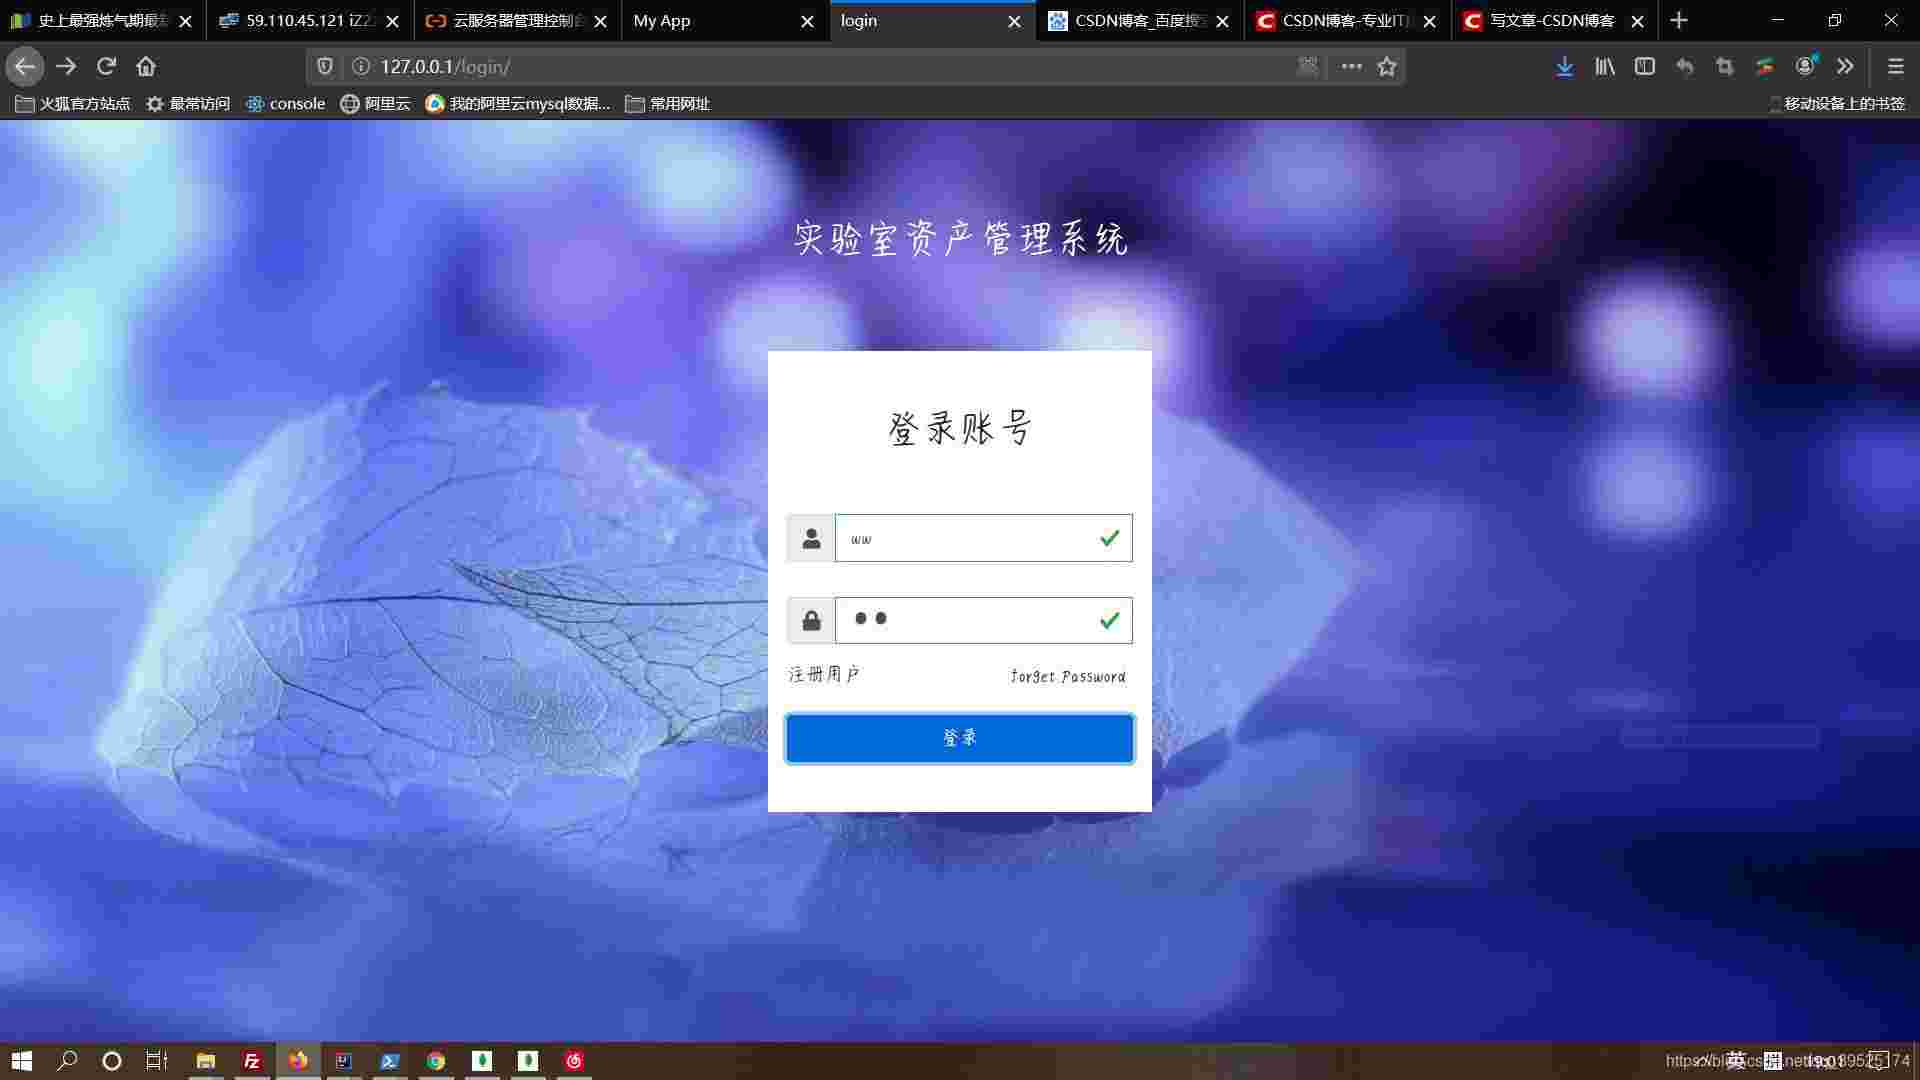 史上最强炼气期最新
59.110.45.121 iZ2
云服务器管理控制台
My App
login
CSDN博客_百度搜
CSDN博客-专业IT
写文章-CSDN博客
127.0.0.1/login/
火狐官方站点
最常访问
console
阿里云
我的阿里云mysql数据...
常用网址
移动设备上的书签
实验室资产管理系统
登录账号
ww
注册用户
forget Password
登录
英
拼
19:01